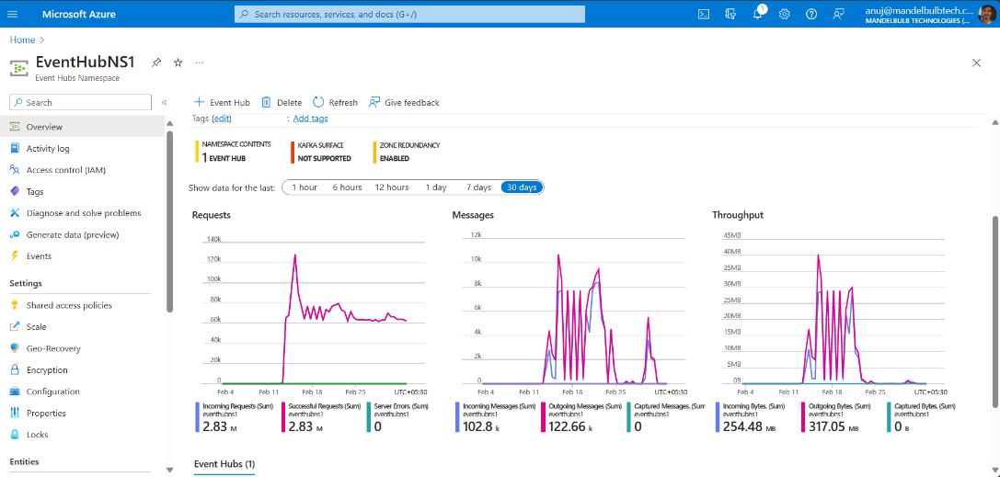 Microsoft Azure
Search resources, services, and docs (G+/)
1
anuj@mandelbulbtech.c...
MANDELBULB TECHNOLOGIES (...
Home
EventHubNS1
...
Event Hubs Namespace
Search
«
Event Hub
Delete
Refresh
Give feedback
Overview
Activity log
Access control (IAM)
Tags
Diagnose and solve problems
Generate data (preview)
Events
Settings
Shared access policies
Scale
Geo-Recovery
Encryption
Configuration
Properties
Locks
Entities
Tags (edit) : Add tags
NAMESPACE CONTENTS
1 EVENT HUB
KAFKA SURFACE
NOT SUPPORTED
ZONE REDUNDANCY
ENABLED
Show data for the last: 1 hour 6 hours 12 hours 1 day 7 days 30 days
Requests
140k
120k
100k
80k
60k
40k
20k
0
Feb 4 Feb 11 Feb 18 Feb 25 UTC+05:30
Incoming Requests (Sum)
eventhubns1
2.83 M
Successful Requests (Sum)
eventhubns1
2.83 M
Server Errors. (Sum)
eventhubns1
0
Messages
12k
10k
8k
6k
4k
2k
0
Feb 4 Feb 11 Feb 18 Feb 25 UTC+05:30
Incoming Messages (Sum)
eventhubns1
102.8 k
Outgoing Messages (Sum)
eventhubns1
122.66 k
Captured Messages. (Sum)
eventhubns1
0
Throughput
45MB
40MB
35MB
30MB
25MB
20MB
15MB
10MB
5MB
0B
Feb 4 Feb 11 Feb 18 Feb 25 UTC+05:30
Incoming Bytes. (Sum)
eventhubns1
254.48 MB
Outgoing Bytes. (Sum)
eventhubns1
317.05 MB
Captured Bytes. (Sum)
eventhubns1
0 B
Event Hubs (1)